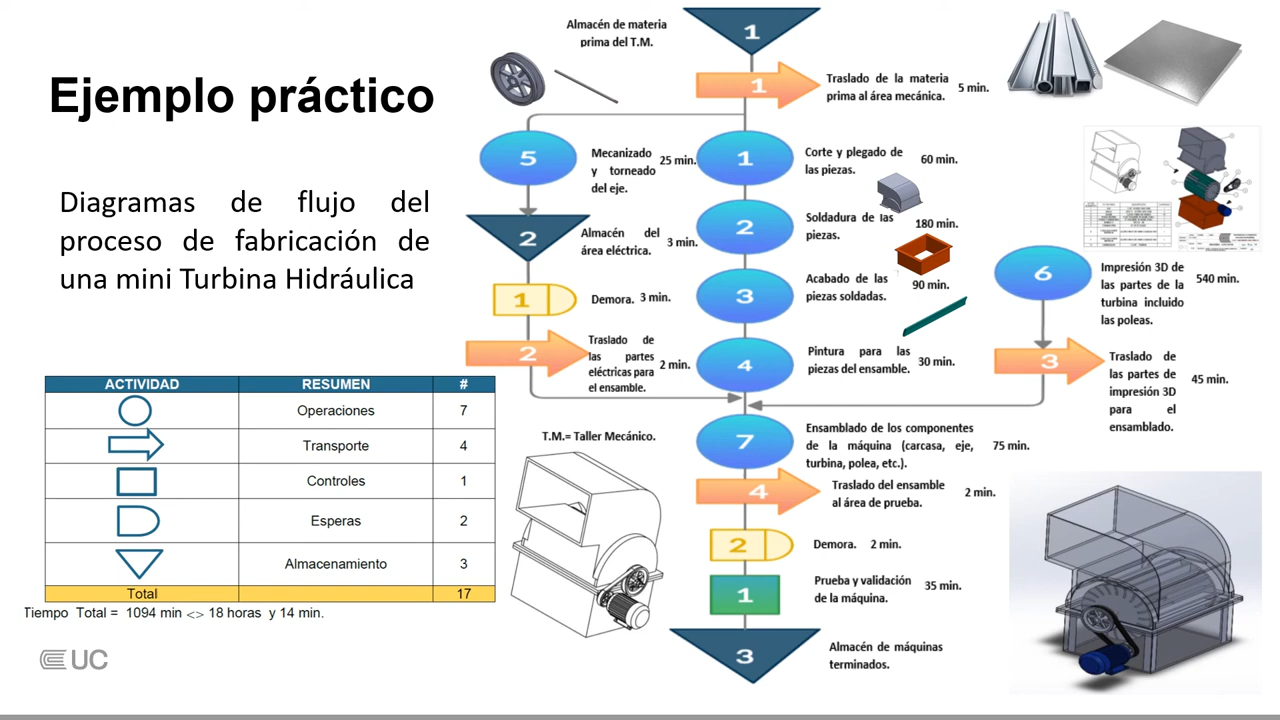 Ejemplo práctico
Diagramas de flujo del
proceso de fabricación de
una mini Turbina Hidráulica
ACTIVIDAD RESUMEN #
Operaciones 7
Transporte 4
Controles 1
Esperas 2
Almacenamiento 3
Total 17
Tiempo Total = 1094 min <> 18 horas y 14 min.
UC
Almacén de materia
prima del T.M.
1
1
Traslado de la materia
prima al área mecánica.
5 min.
5
Mecanizado
y torneado
del eje.
25 min.
2
Almacén del
área eléctrica.
3 min.
1
Demora. 3 min.
2
Traslado de
las partes
eléctricas para
el ensamble.
2 min.
T.M.= Taller Mecánico.
1
Corte y plegado de
las piezas.
60 min.
2
Soldadura de las
piezas.
180 min.
3
Acabado de las
piezas soldadas.
90 min.
4
Pintura para las
piezas del ensamble.
30 min.
6
Impresión 3D de
las partes de la
turbina incluido
las poleas.
540 min.
3
Traslado de
las partes de
impresión 3D
para el
ensamblado.
45 min.
7
Ensamblado de los componentes
de la máquina (carcasa, eje,
turbina, polea, etc.).
75 min.
4
Traslado del ensamble
al área de prueba.
2 min.
2
Demora. 2 min.
1
Prueba y validación
de la máquina.
35 min.
3
Almacén de máquinas
terminados.